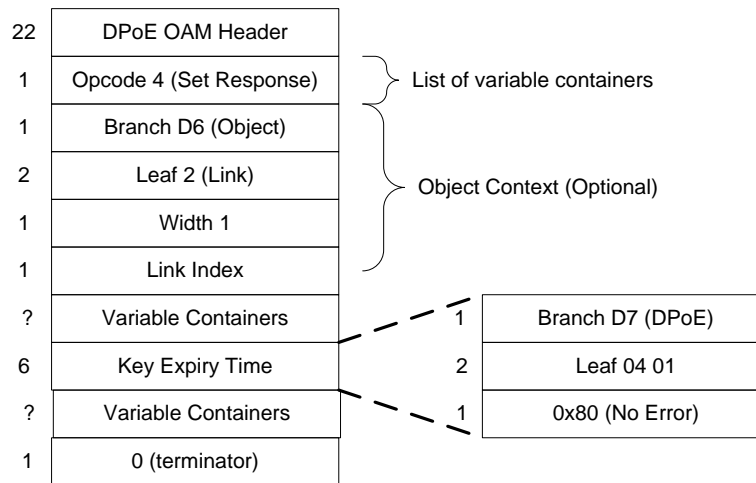 22 DPoE OAM Header
1 Opcode 4 (Set Response) List of variable containers
1 Branch D6 (Object)
2 Leaf 2 (Link)
Object Context (Optional)
1 Width 1
1 Link Index
? Variable Containers 1 Branch D7 (DPoE)
6 Key Expiry Time 2 Leaf 04 01
? Variable Containers 1 0x80 (No Error)
1 0 (terminator)